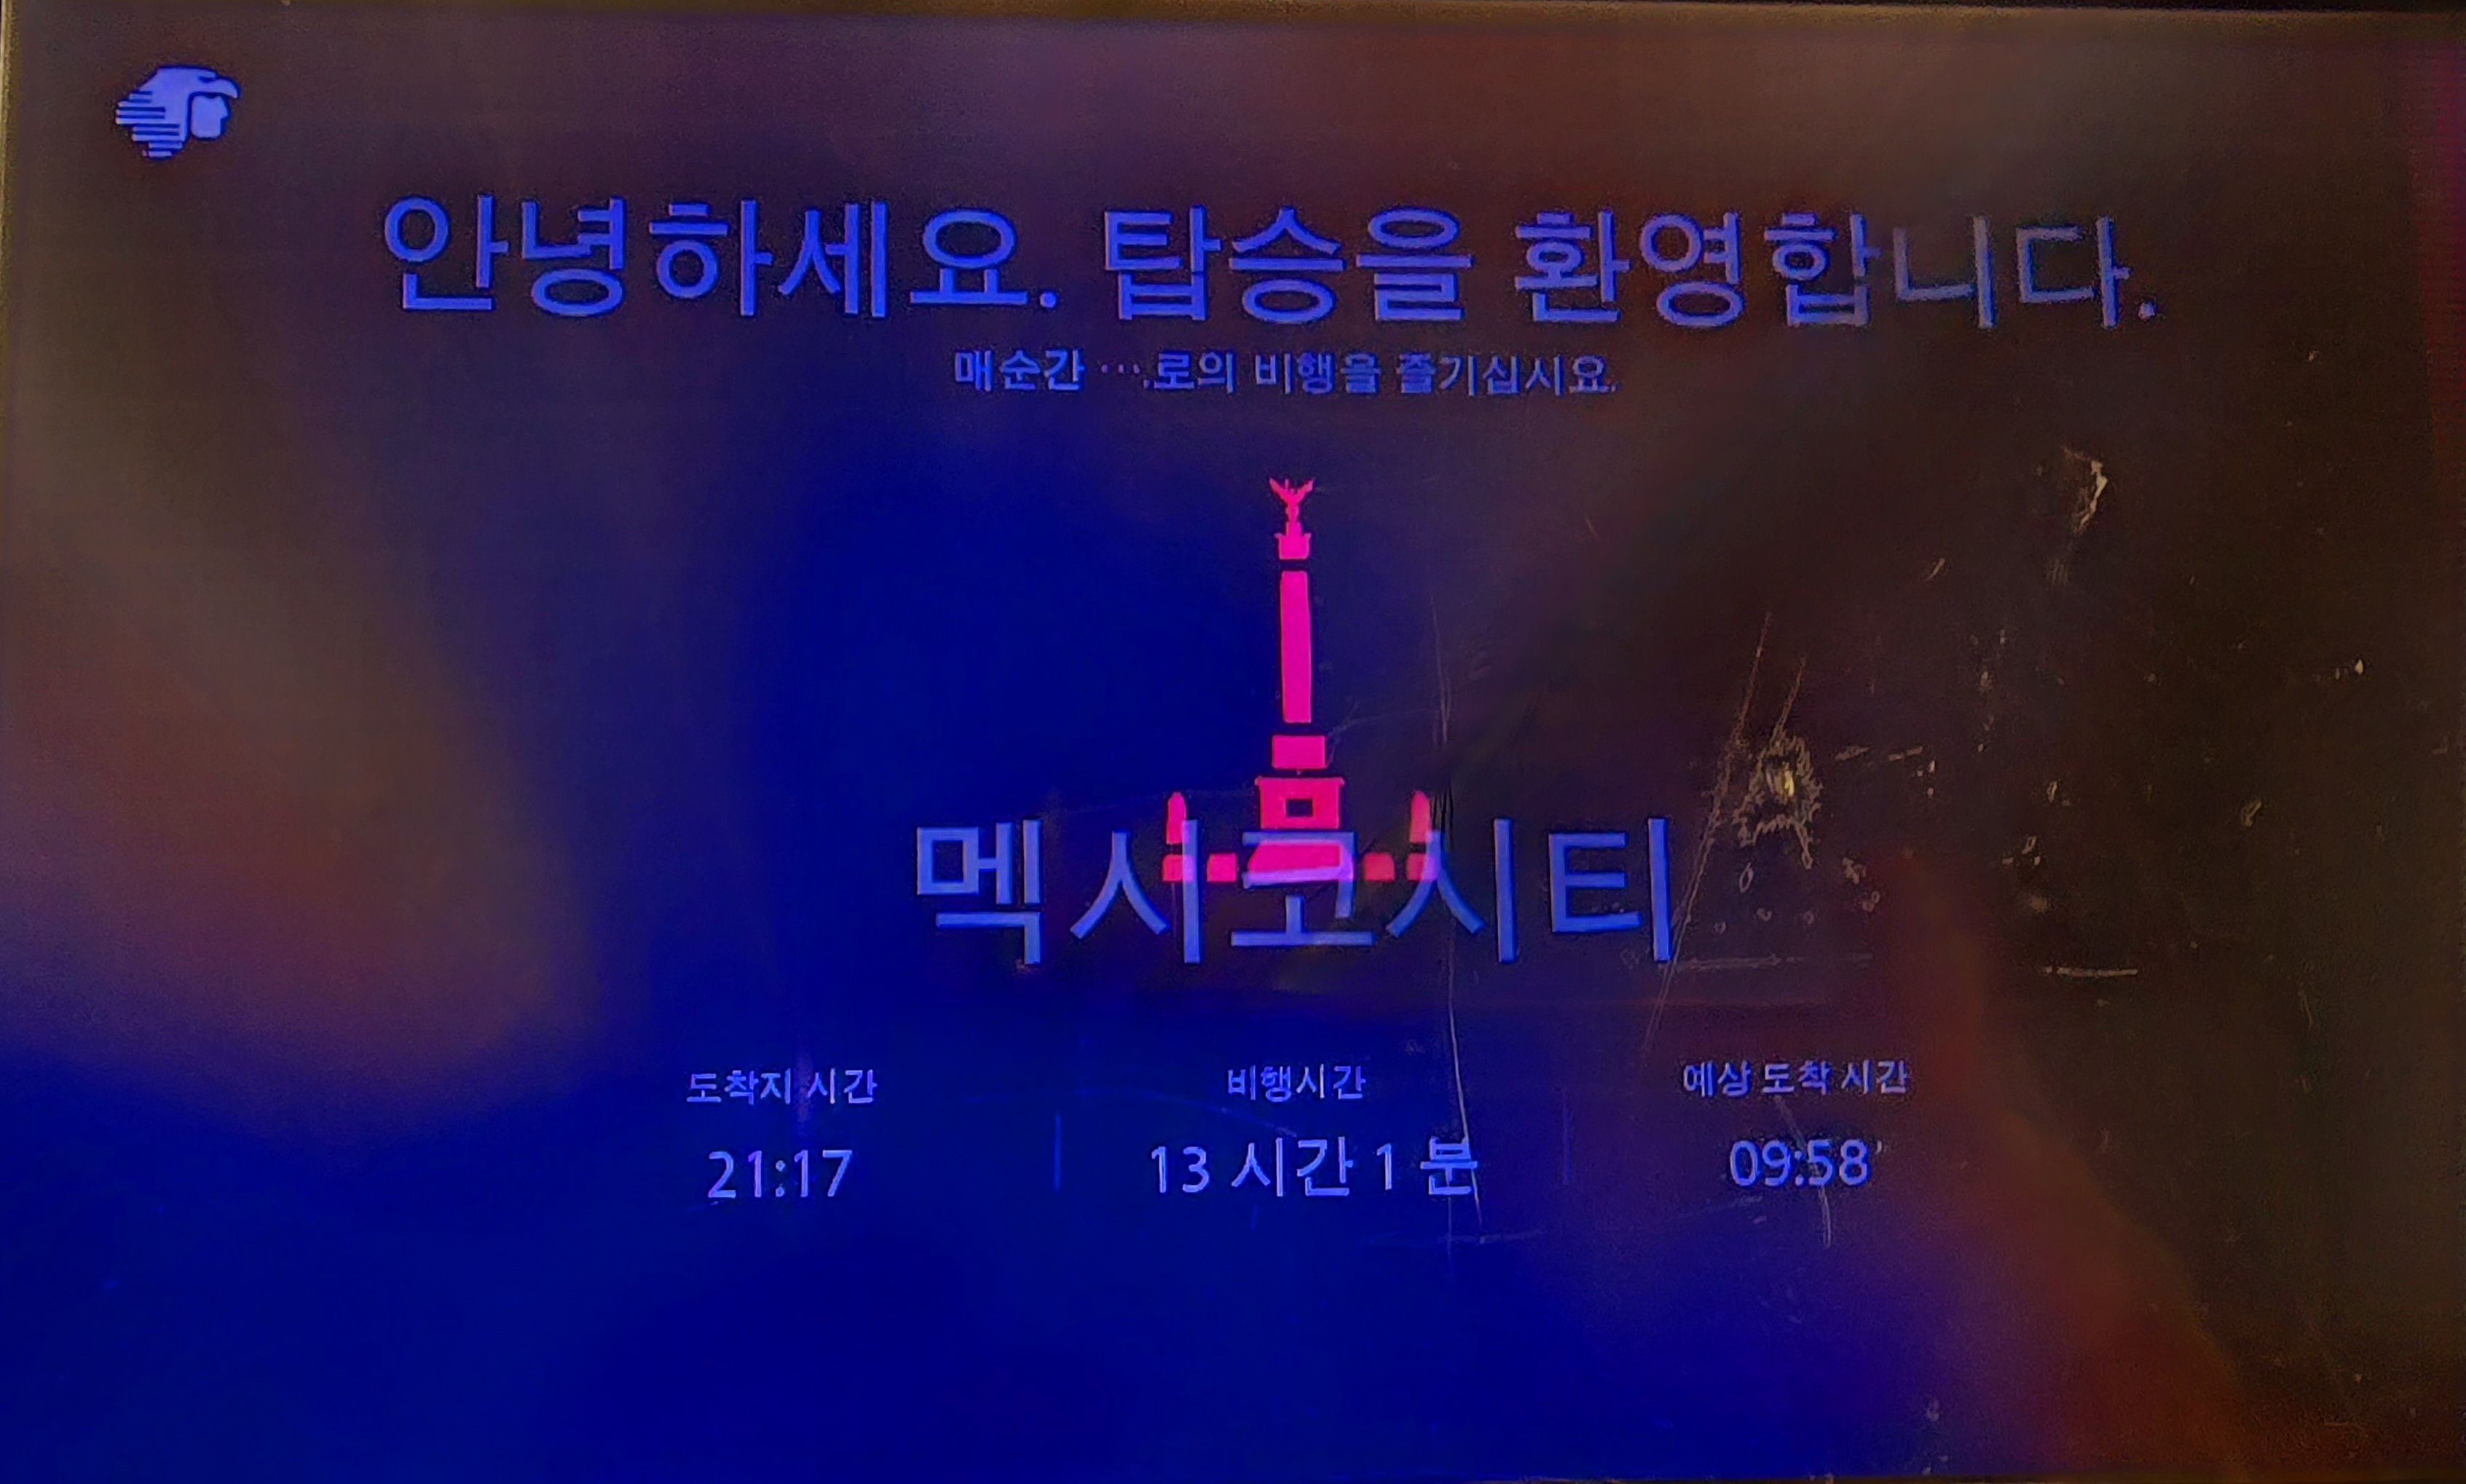 안녕하세요. 탑승을 환영합니다.
매순간 ….로의 비행을 즐기십시요.
멕시코시티
도착지 시간
21:17
비행시간
13 시간 1 분
예상 도착 시간
09:58